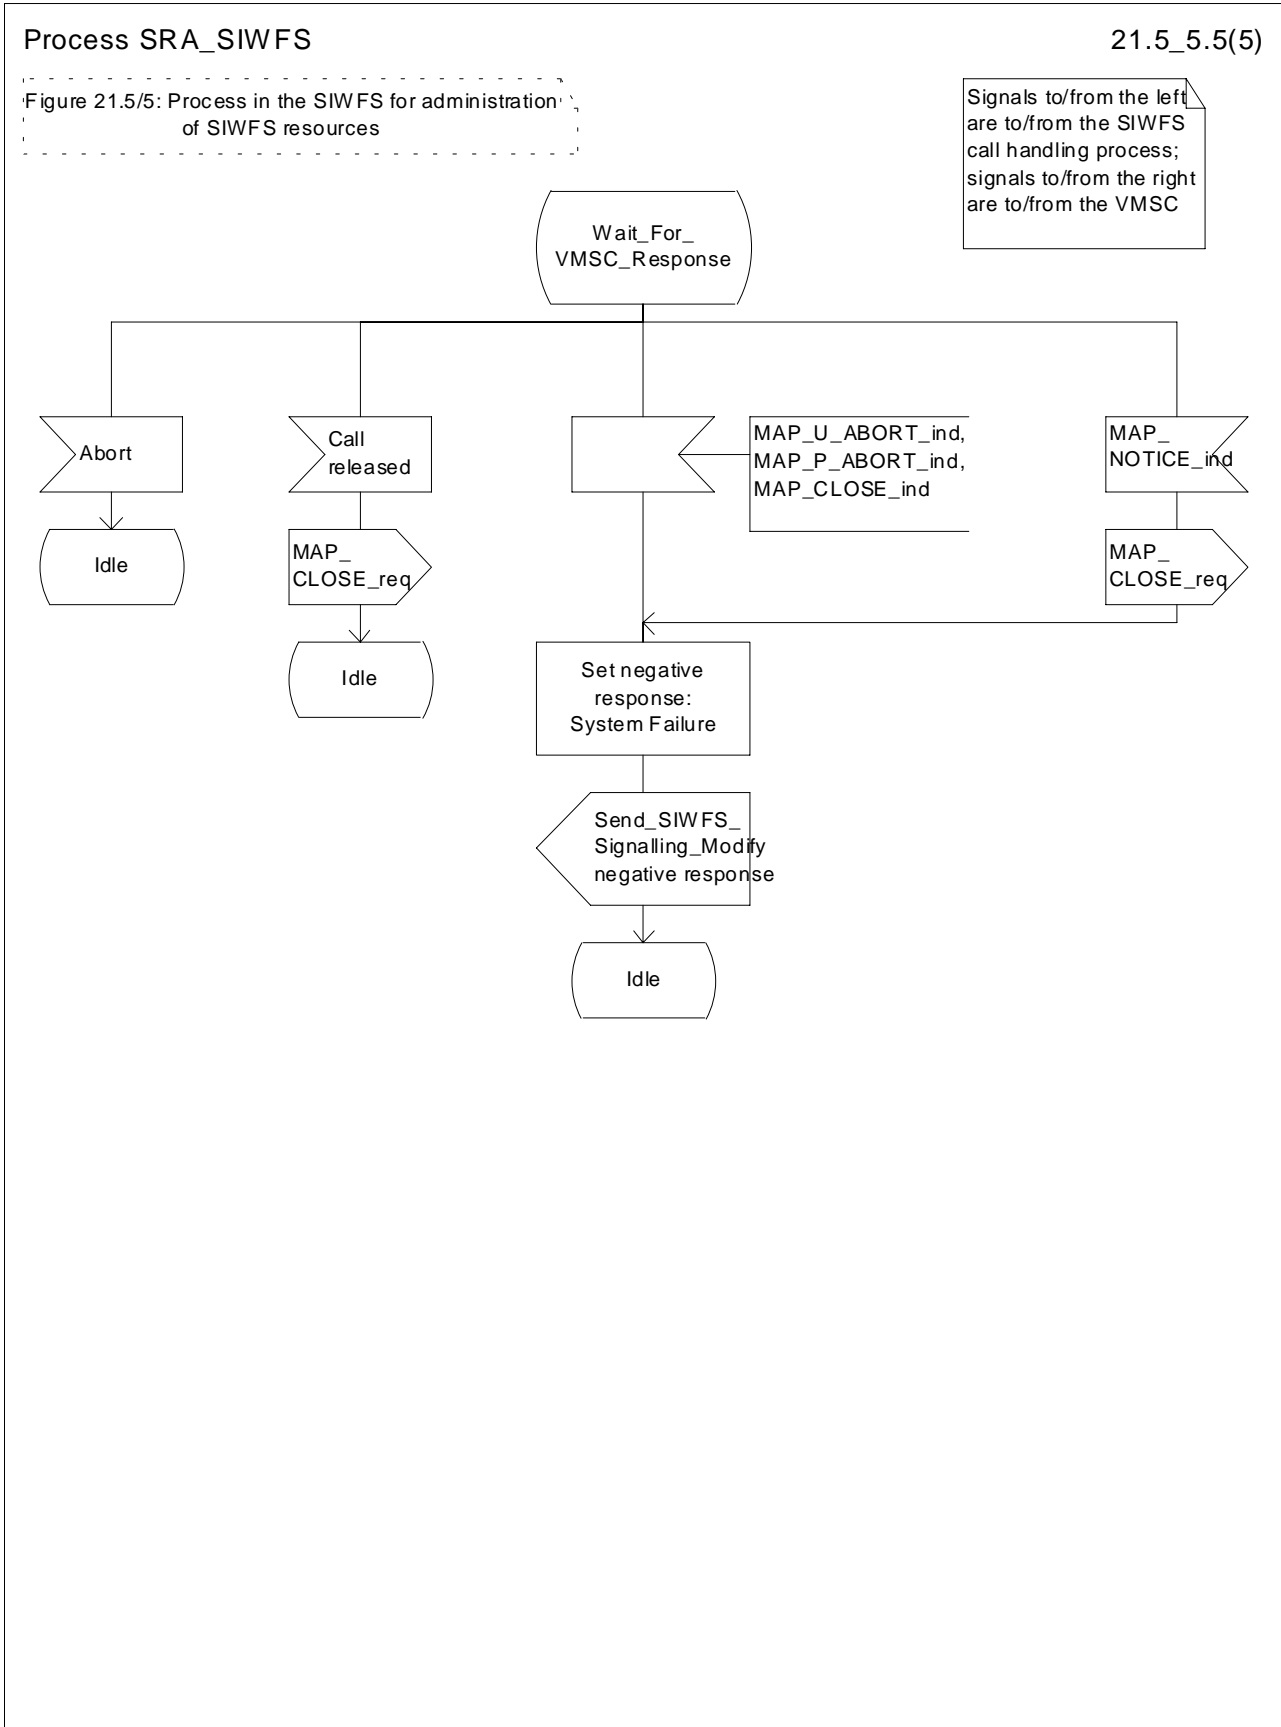 Process SRA_SIWFS
21.5_5.5(5)
Figure 21.5/5: Process in the SIWFS for administration
of SIWFS resources
Signals to/from the left
are to/from the SIWFS
call handling process;
signals to/from the right
are to/from the VMSC
Wait_For_
VMSC_Response
Abort
Call
released
MAP_U_ABORT_ind,
MAP_P_ABORT_ind,
MAP_CLOSE_ind
MAP_
NOTICE_ind
Idle
MAP_
CLOSE_req
MAP_
CLOSE_req
Idle
Set negative
response:
System Failure
Send_SIWFS_
Signalling_Modify
negative response
Idle